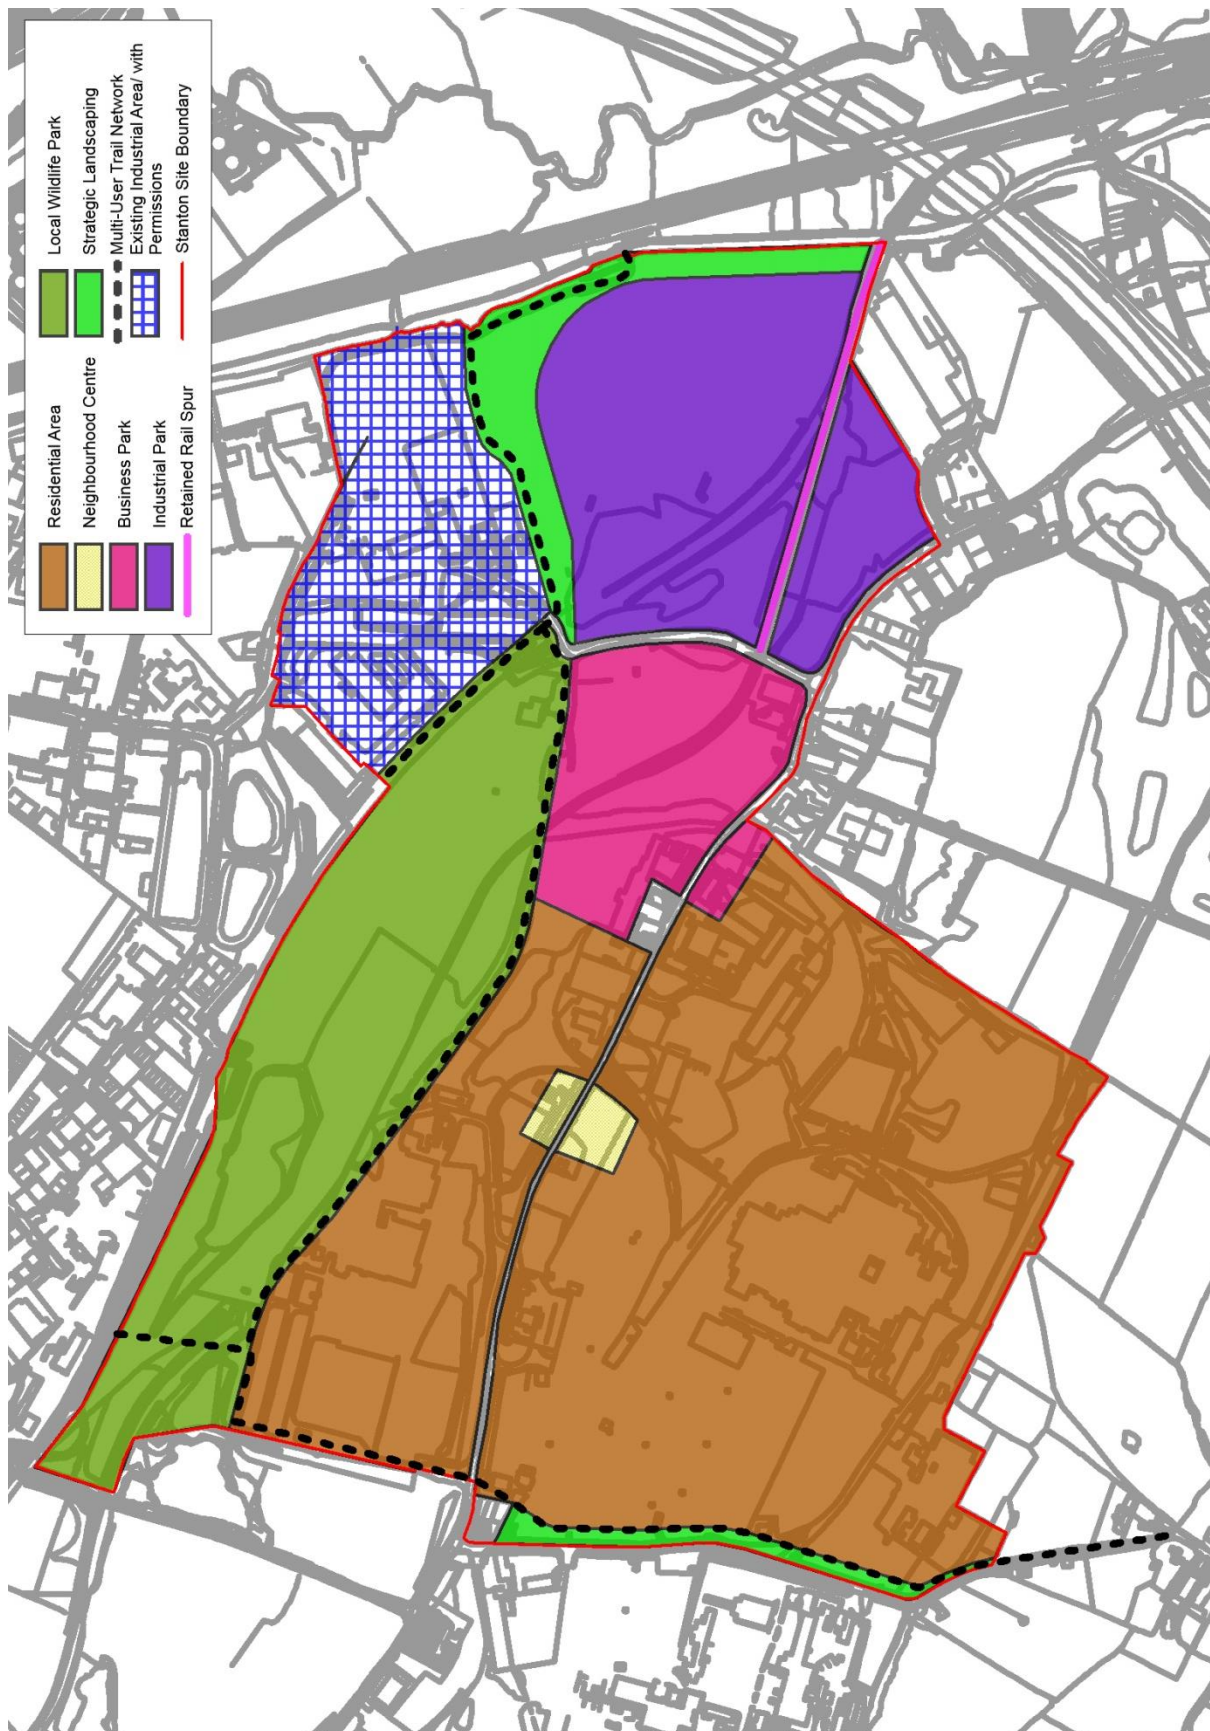 Residential Area
Neighbourhood Centre
Business Park
Industrial Park
Retained Rail Spur
Local Wildlife Park
Strategic Landscaping
Multi-User Trail Network
Existing Industrial Area/ with
Permissions
Stanton Site Boundary